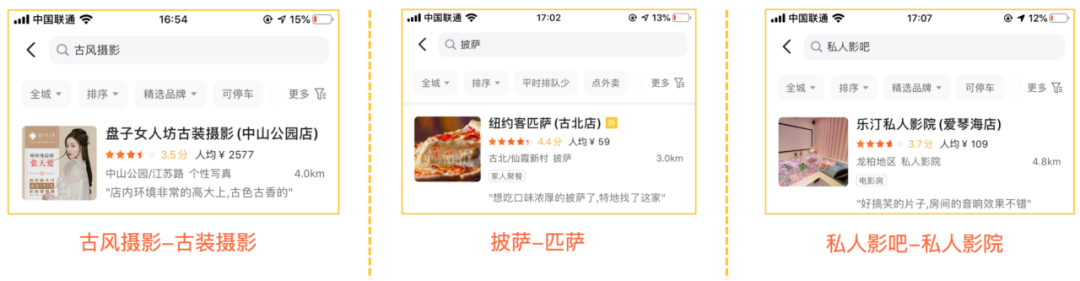 中国联通 16:54 15%
古风摄影
全城 排序 精选品牌 可停车 更多
盘子女人坊古装摄影(中山公园店)
3.5分 人均 ¥ 2577
中山公园/江苏路 个性写真 4.0km
"店内环境非常的高大上,古色古香的"
张天爱
古风摄影–古装摄影
中国联通 17:02 13%
披萨
全城 排序 平时排队少 点外卖 更多
纽约客匹萨(古北店) 外
4.4分 人均 ¥ 59
古北/仙霞新村 披萨 3.0km
家人聚餐
"想吃口味浓厚的披萨了,特地找了这家"
披萨–匹萨
中国联通 17:07 12%
私人影吧
全城 排序 精选品牌 可停车 更多
乐汀私人影院(爱琴海店)
3.7分 人均 ¥ 109
龙柏地区 私人影院 4.8km
电影房
"好搞笑的片子,房间的音响效果不错"
私人影吧–私人影院